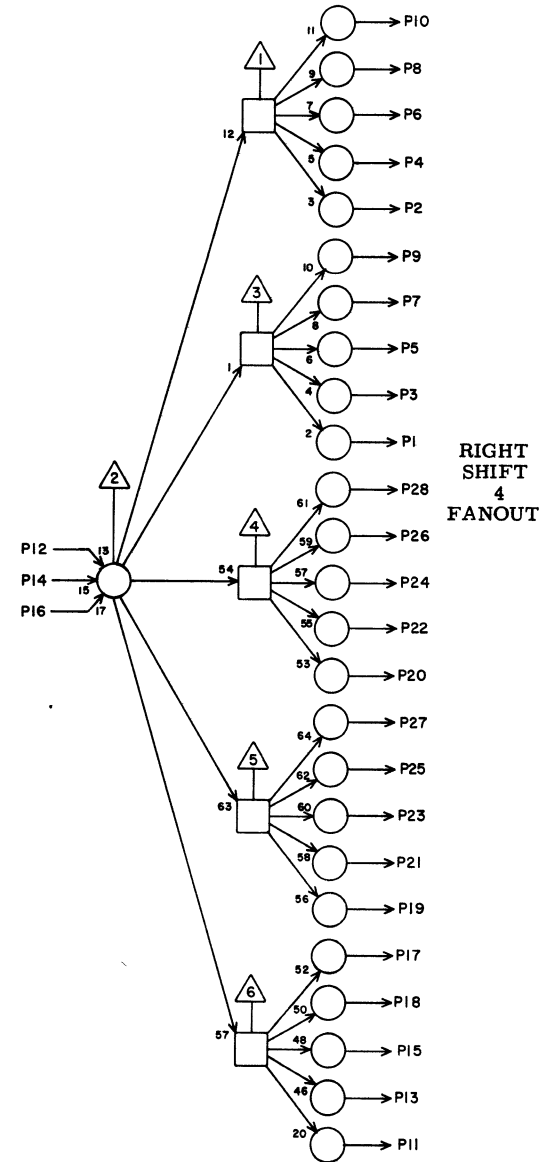 11 P10
1
9 P8
7 P6
12
5 P4
3 P2
10 P9
3
8 P7
6 P5
1
4 P3
2 P1
RIGHT
SHIFT
4
FANOUT
2
61 P28
4
59 P26
P12 13
54 57 P24
P14 15
P16 17
55 P22
53 P20
64 P27
5
62 P25
63 60 P23
58 P21
56 P19
52 P17
6
50 P18
57 48 P15
46 P13
20 P11